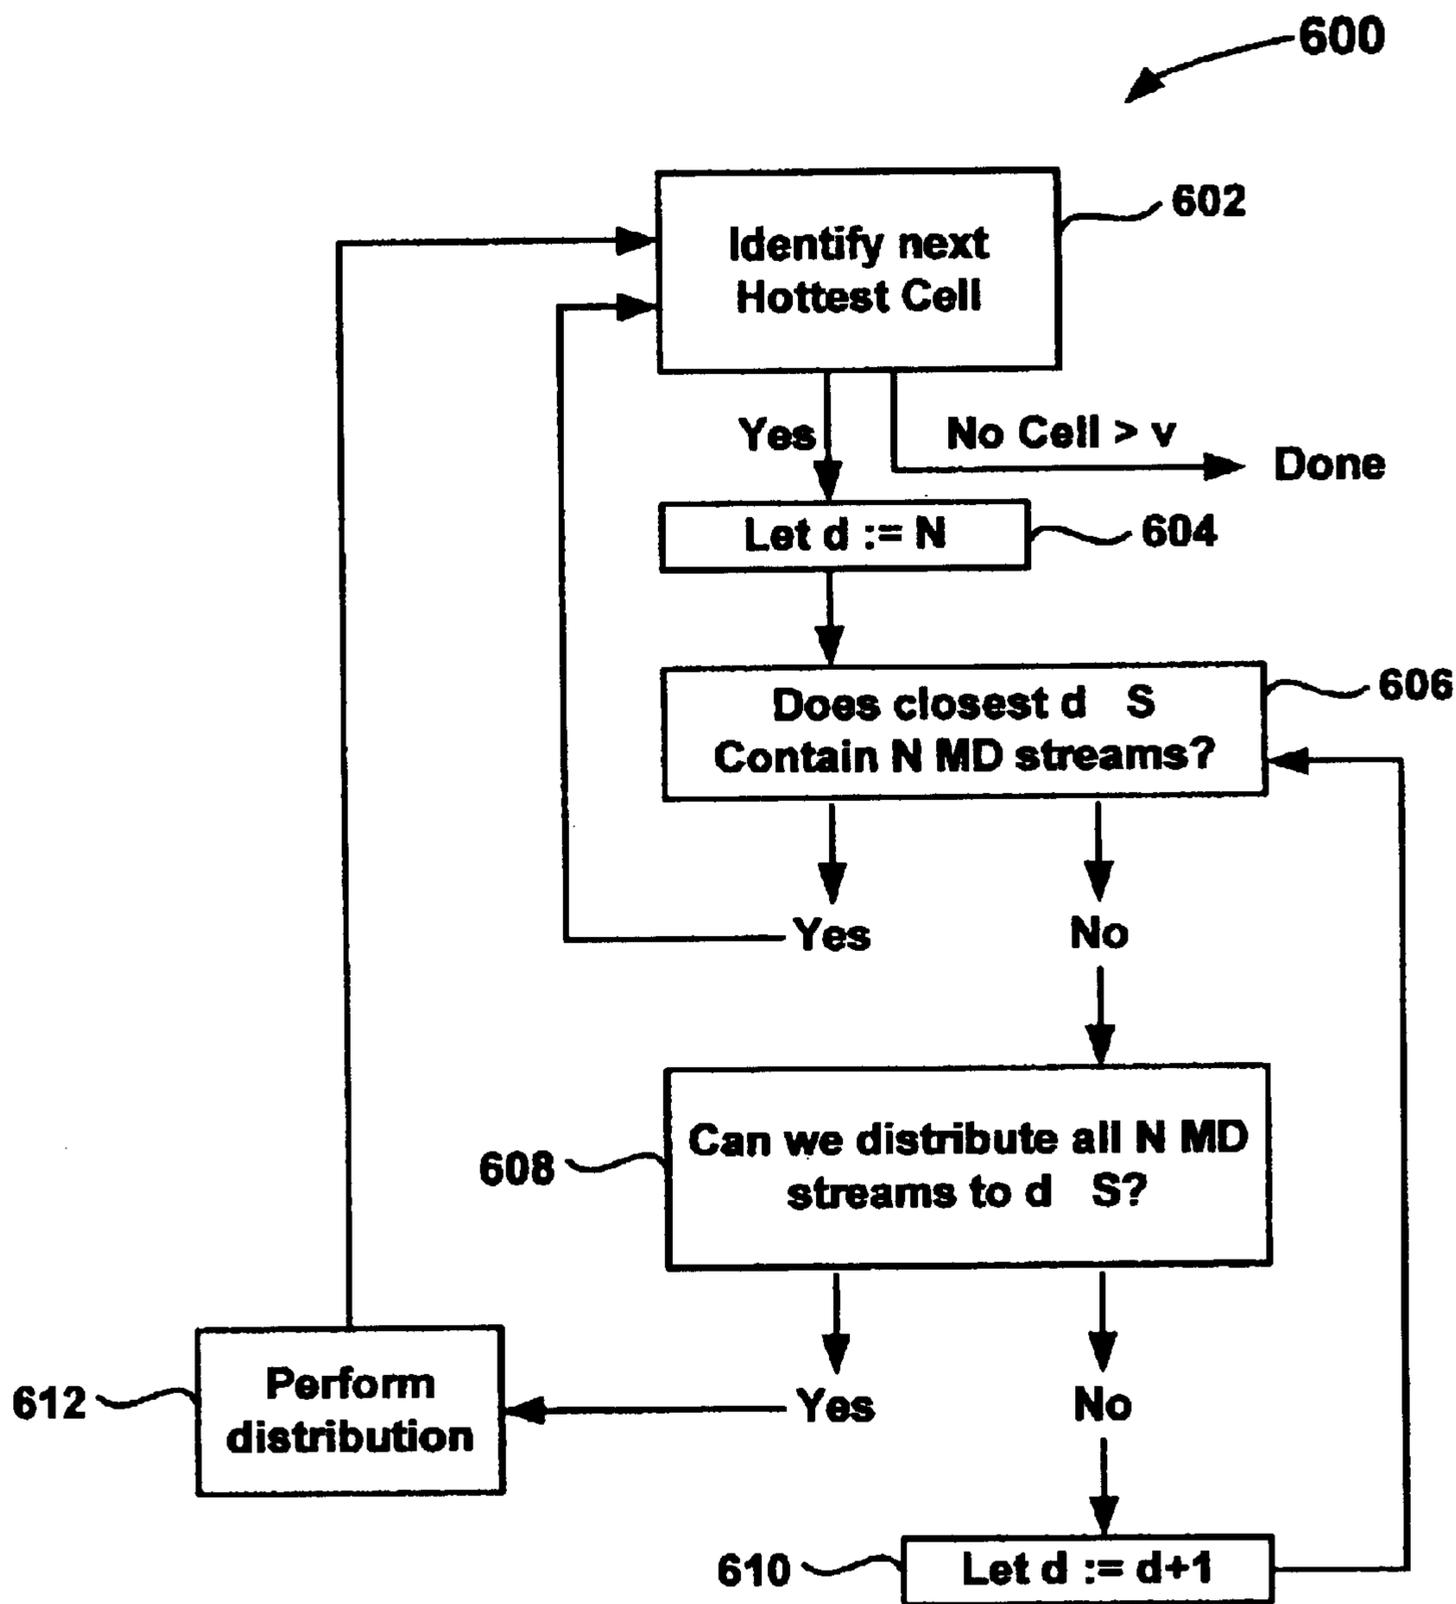 600
602
Identify next
Hottest Cell
Yes
No Cell > v
Done
Let d := N
604
Does closest d S
Contain N MD streams?
606
Yes
No
Can we distribute all N MD
streams to d S?
608
Perform
distribution
612
Yes
No
610
Let d := d+1